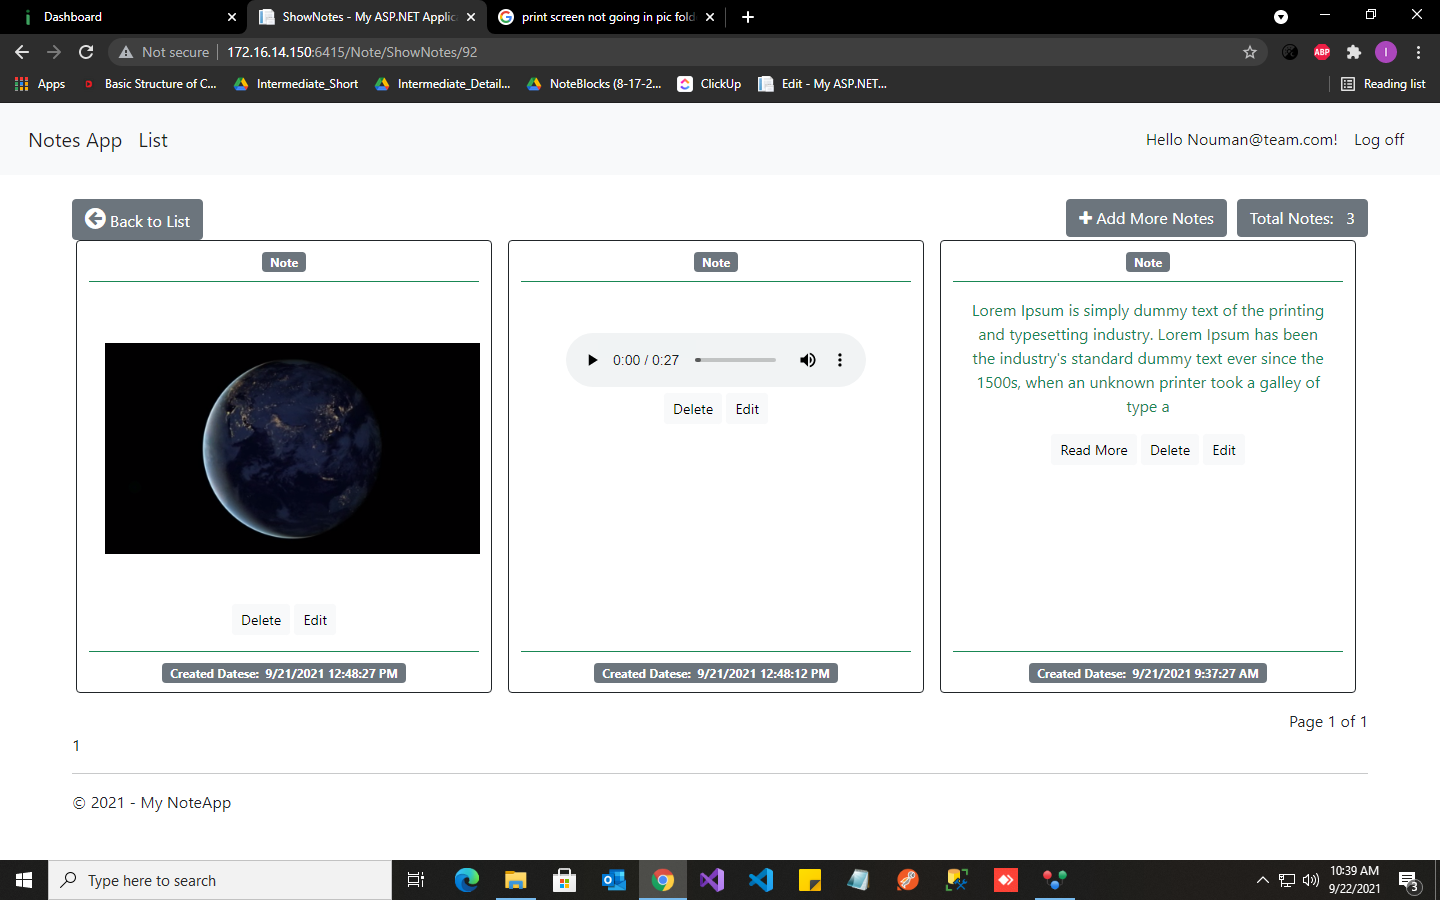 Dashboard
ShowNotes - My ASP.NET Applic
print screen not going in pic fold
Not secure
172.16.14.150:6415/Note/ShowNotes/92
ABP
I
Apps
Basic Structure of C...
Intermediate_Short
Intermediate_Detail...
NoteBlocks (8-17-2...
ClickUp
Edit - My ASP.NET...
Reading list
Notes App
List
Hello Nouman@team.com!
Log off
Back to List
Add More Notes
Total Notes: 3
Note
Delete
Edit
Created Datese: 9/21/2021 12:48:27 PM
Note
0:00 / 0:27
Delete
Edit
Created Datese: 9/21/2021 12:48:12 PM
Note
Lorem Ipsum is simply dummy text of the printing
and typesetting industry. Lorem Ipsum has been
the industry's standard dummy text ever since the
1500s, when an unknown printer took a galley of
type a
Read More
Delete
Edit
Created Datese: 9/21/2021 9:37:27 AM
Page 1 of 1
1
© 2021 - My NoteApp
Type here to search
10:39 AM
9/22/2021
3